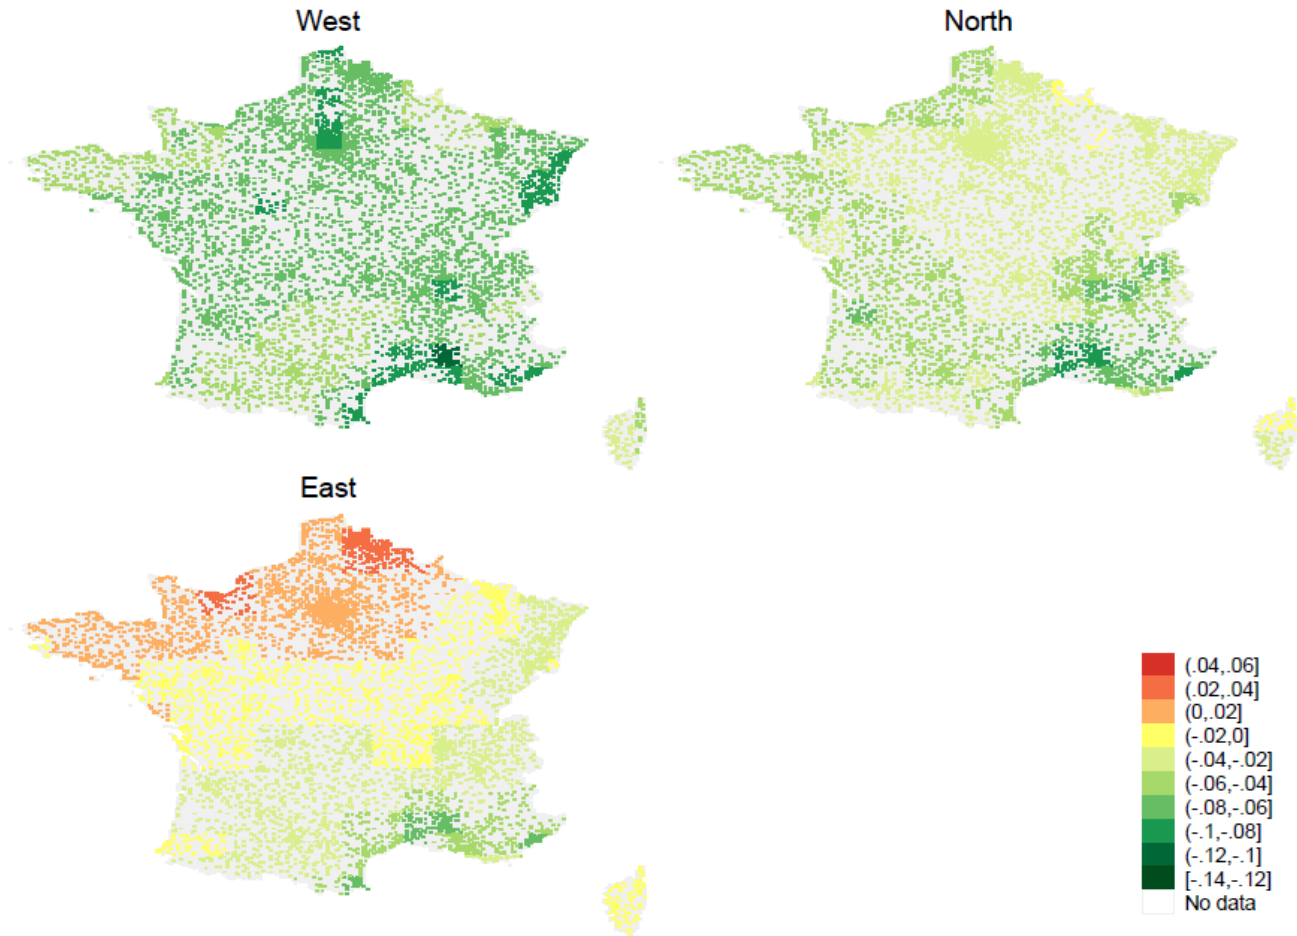 West
North
East
(.04,.06]
(.02,.04]
(0,.02]
(-.02,0]
(-.04,-.02]
(-.06,-.04]
(-.08,-.06]
(-.1,-.08]
(-.12,-.1]
[-.14,-.12]
No data